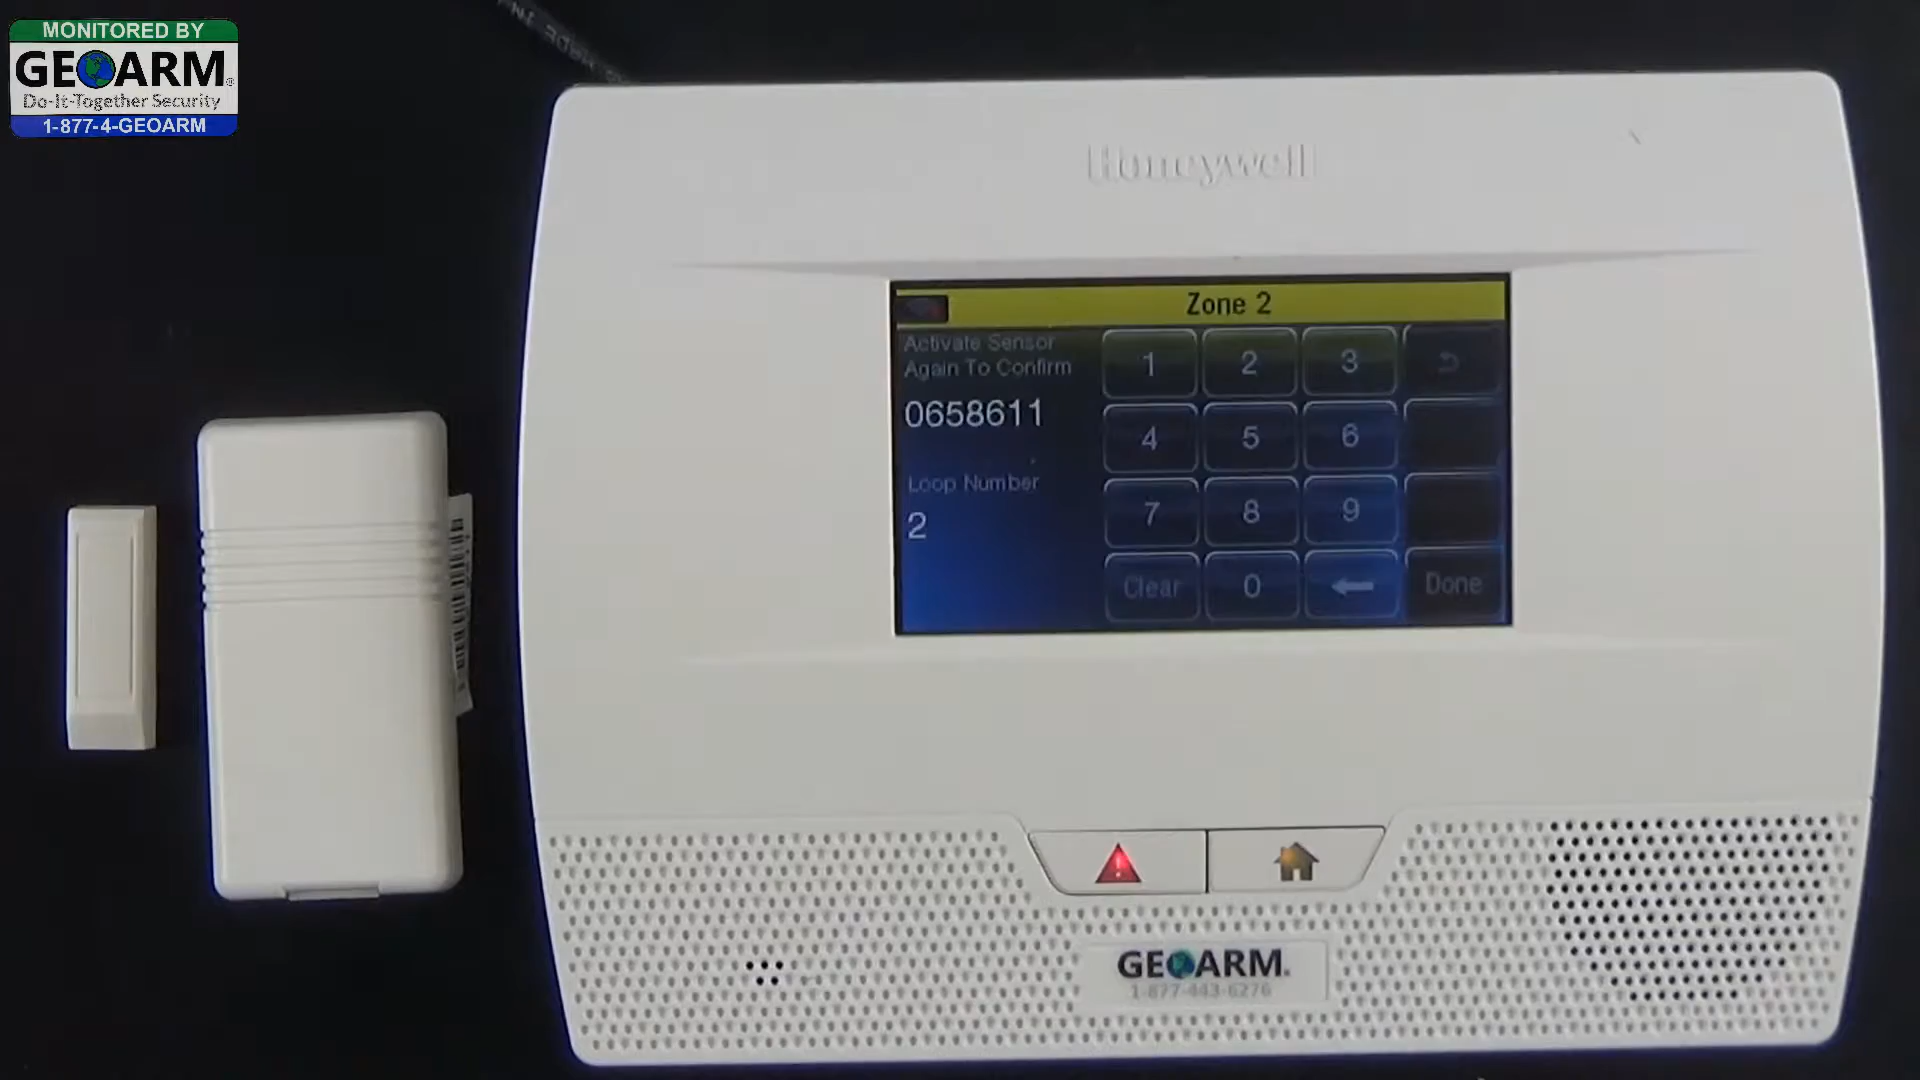 MONITORED BY
GEOARM®
Do-It-Together Security
1-877-4-GEOARM
Honeywell
Zone 2
Activate Sensor
Again To Confirm
0658611
Loop Number
2
1 2 3
4 5 6
7 8 9
Clear 0 Done
GEOARM.
1-877-443-6276